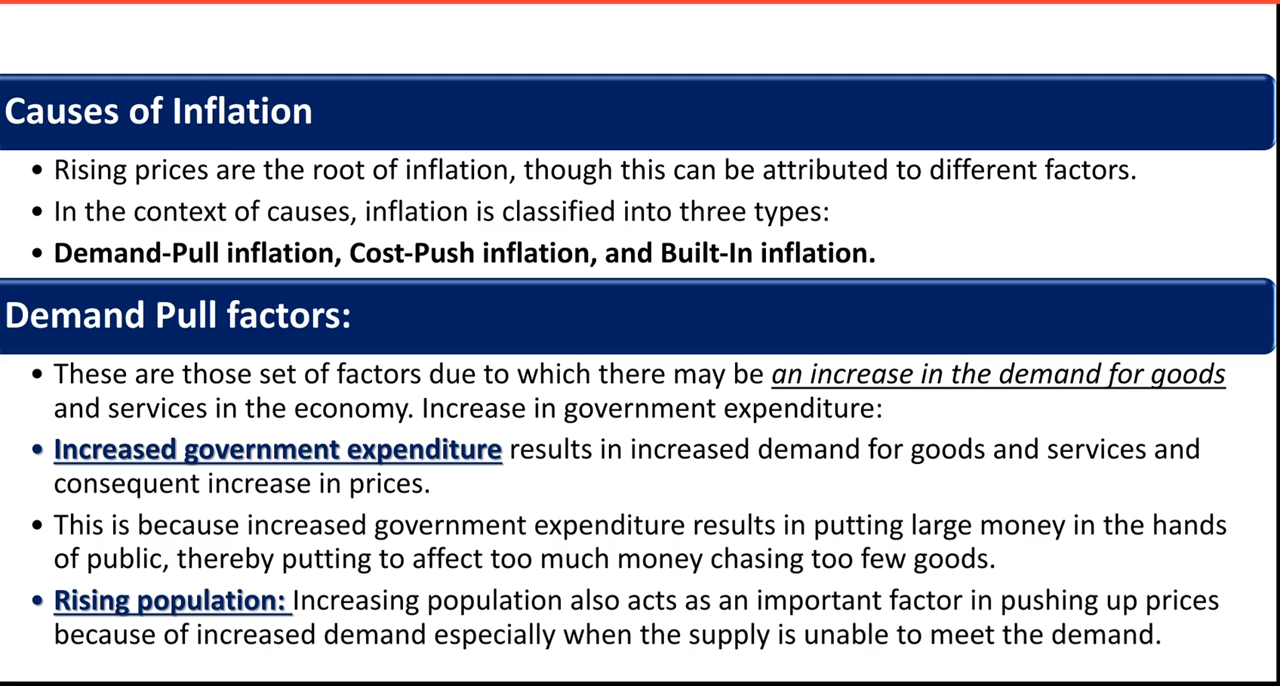 Causes of Inflation
• Rising prices are the root of inflation, though this can be attributed to different factors.
• In the context of causes, inflation is classified into three types:
• Demand-Pull inflation, Cost-Push inflation, and Built-In inflation.
Demand Pull factors:
• These are those set of factors due to which there may be an increase in the demand for goods
and services in the economy. Increase in government expenditure:
• Increased government expenditure results in increased demand for goods and services and
consequent increase in prices.
• This is because increased government expenditure results in putting large money in the hands
of public, thereby putting to affect too much money chasing too few goods.
• Rising population: Increasing population also acts as an important factor in pushing up prices
because of increased demand especially when the supply is unable to meet the demand.